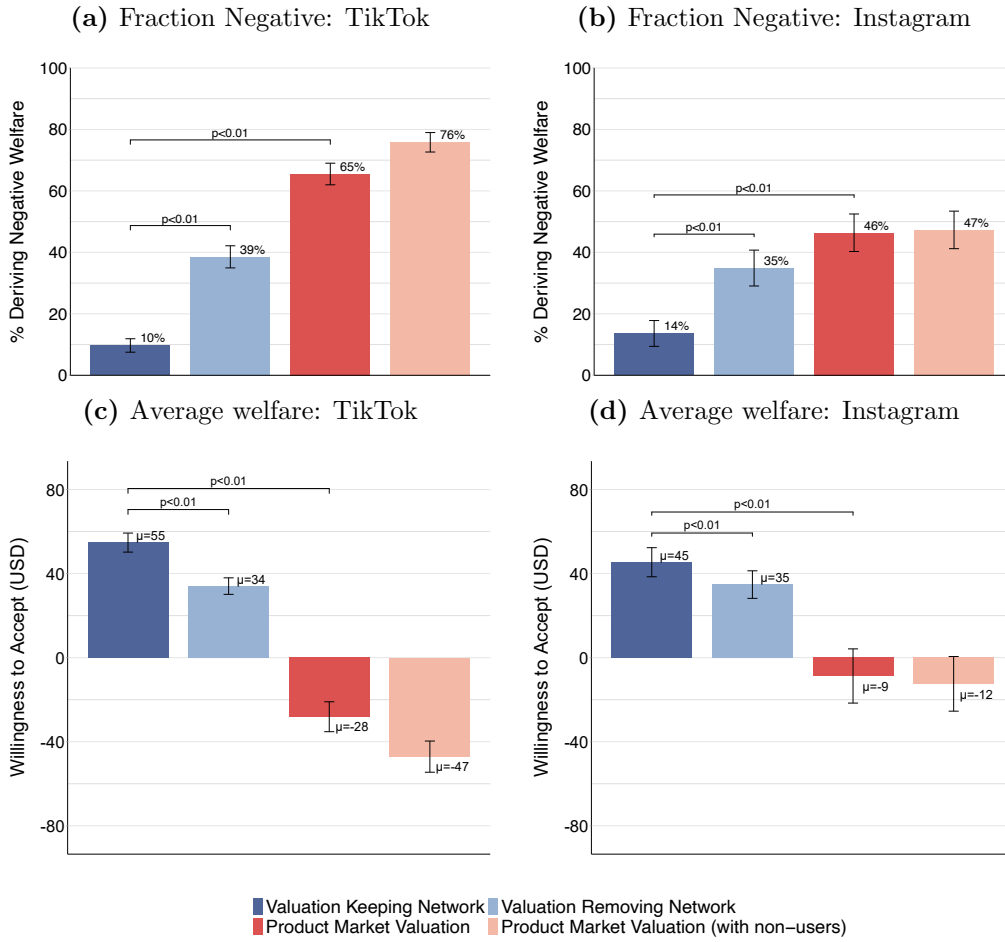 (a) Fraction Negative: TikTok
% Deriving Negative Welfare
100
80
60
40
20
0
p<0.01
p<0.01
10%
39%
65%
76%
(b) Fraction Negative: Instagram
% Deriving Negative Welfare
100
80
60
40
20
0
p<0.01
p<0.01
14%
35%
46%
47%
(c) Average welfare: TikTok
Willingness to Accept (USD)
80
40
0
-40
-80
p<0.01
p<0.01
μ=55
μ=34
μ=-28
μ=-47
(d) Average welfare: Instagram
Willingness to Accept (USD)
80
40
0
-40
-80
p<0.01
p<0.01
μ=45
μ=35
μ=-9
μ=-12
Valuation Keeping Network Valuation Removing Network
Product Market Valuation Product Market Valuation (with non−users)